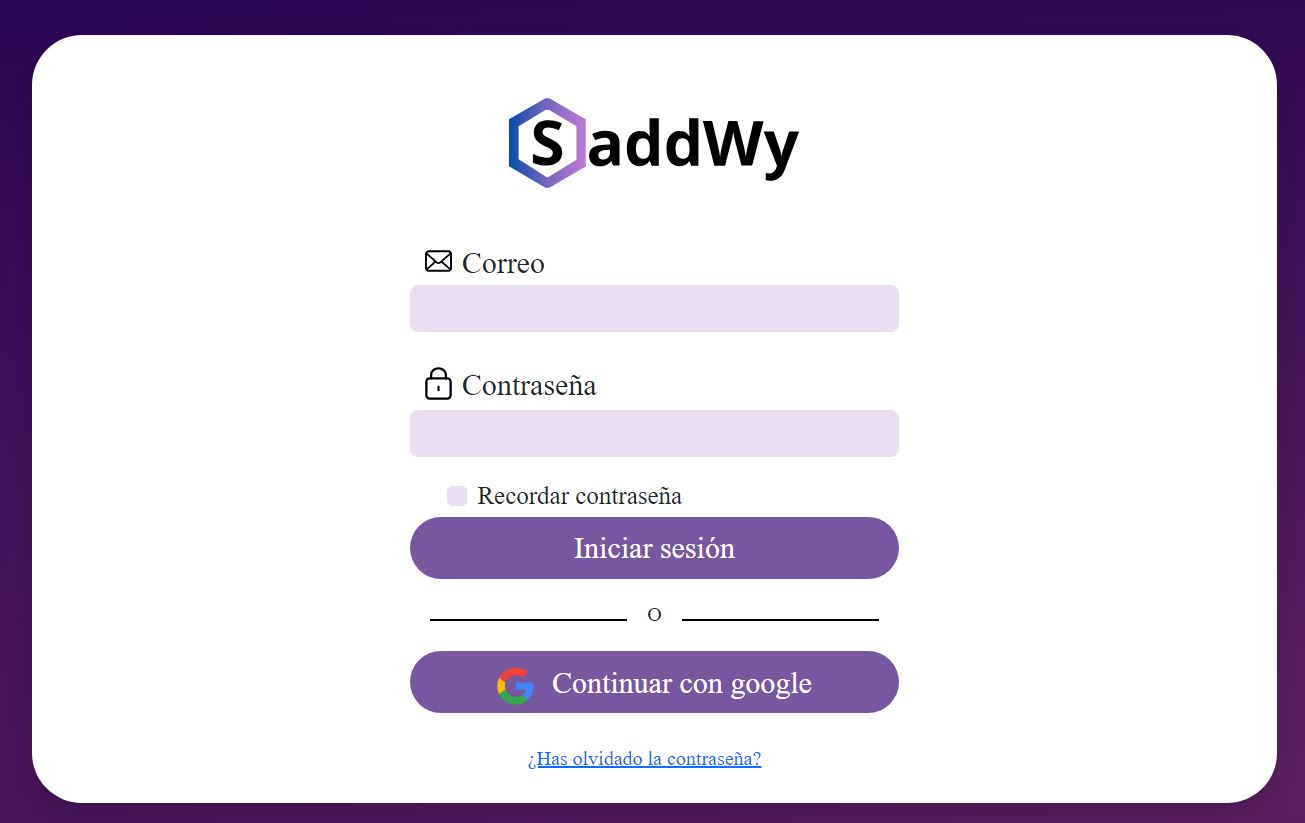 SaddWy
Correo
Contraseña
Recordar contraseña
Iniciar sesión
O
Continuar con google
¿Has olvidado la contraseña?